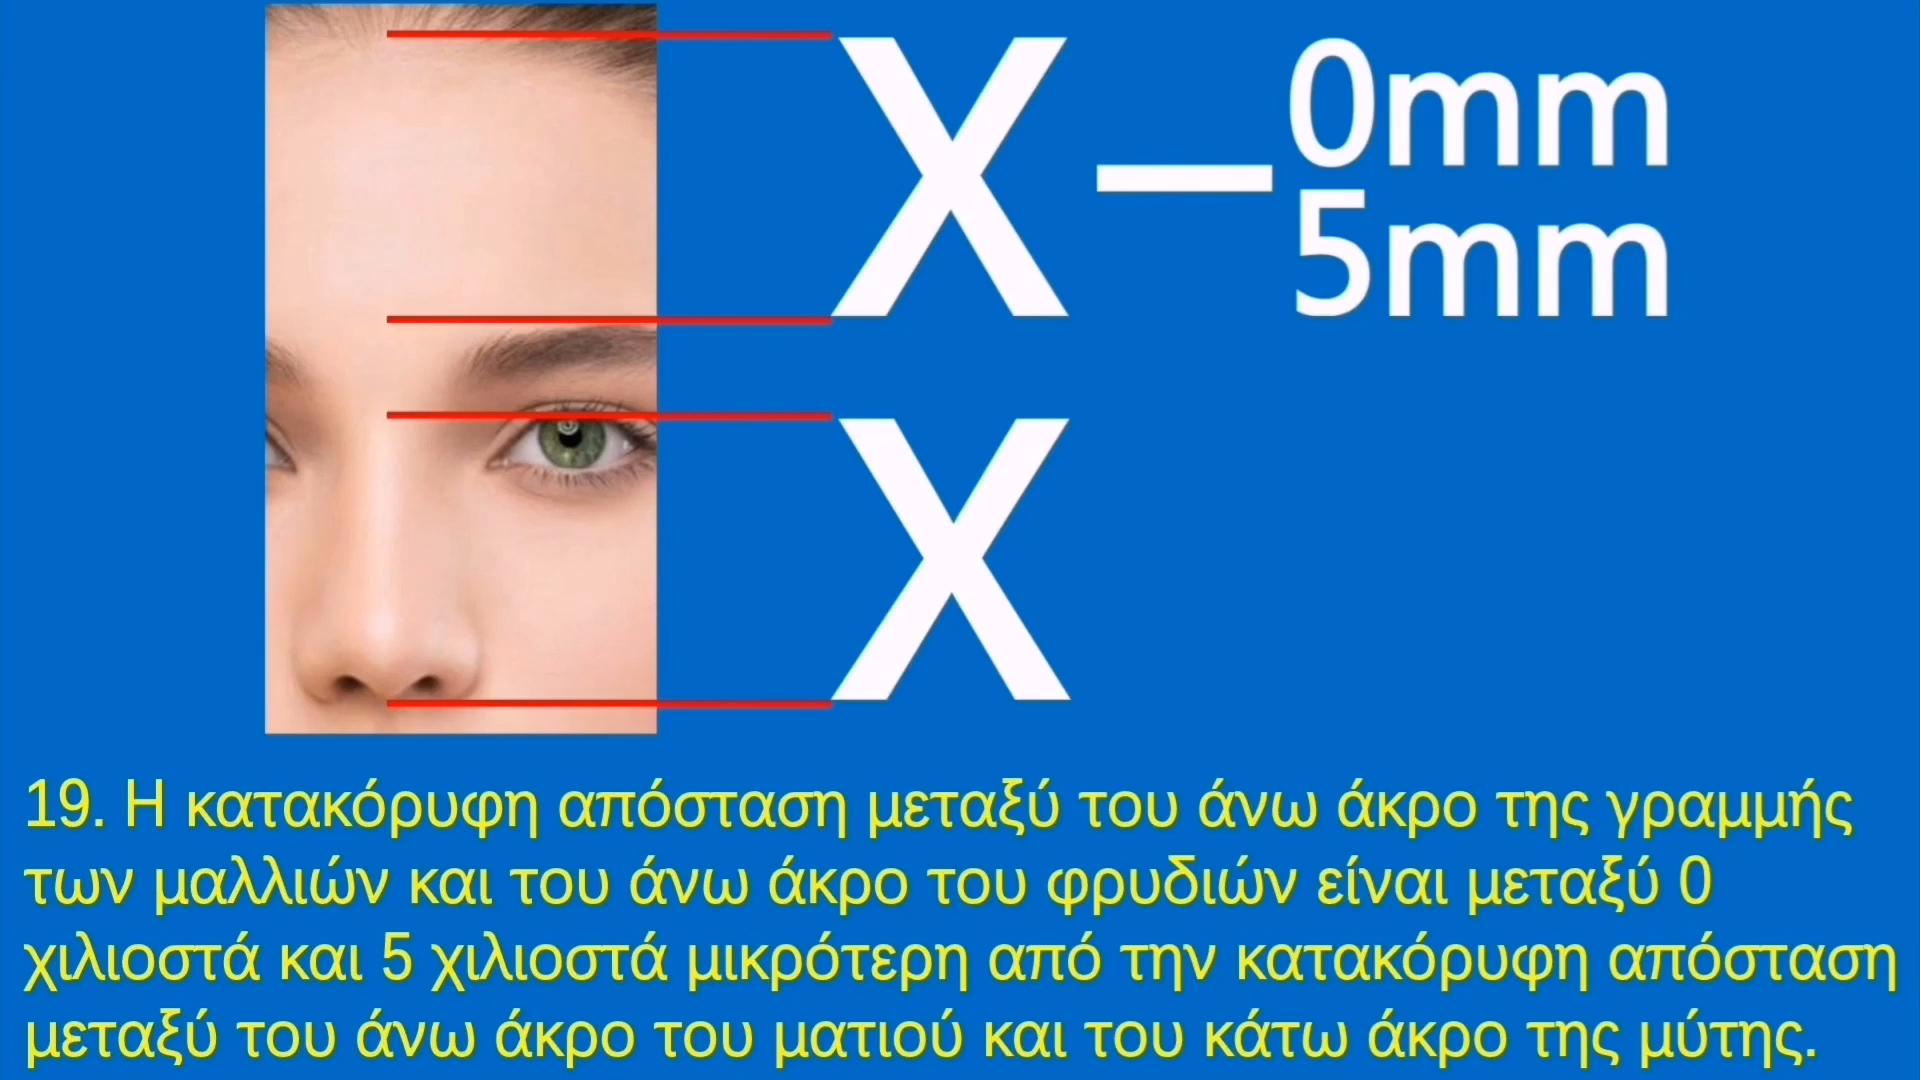 X – 0mm
5mm
X
19. Η κατακόρυφη απόσταση μεταξύ του άνω άκρο της γραμμής
των μαλλιών και του άνω άκρο του φρυδιών είναι μεταξύ 0
χιλιοστά και 5 χιλιοστά μικρότερη από την κατακόρυφη απόσταση
μεταξύ του άνω άκρο του ματιού και του κάτω άκρο της μύτης.